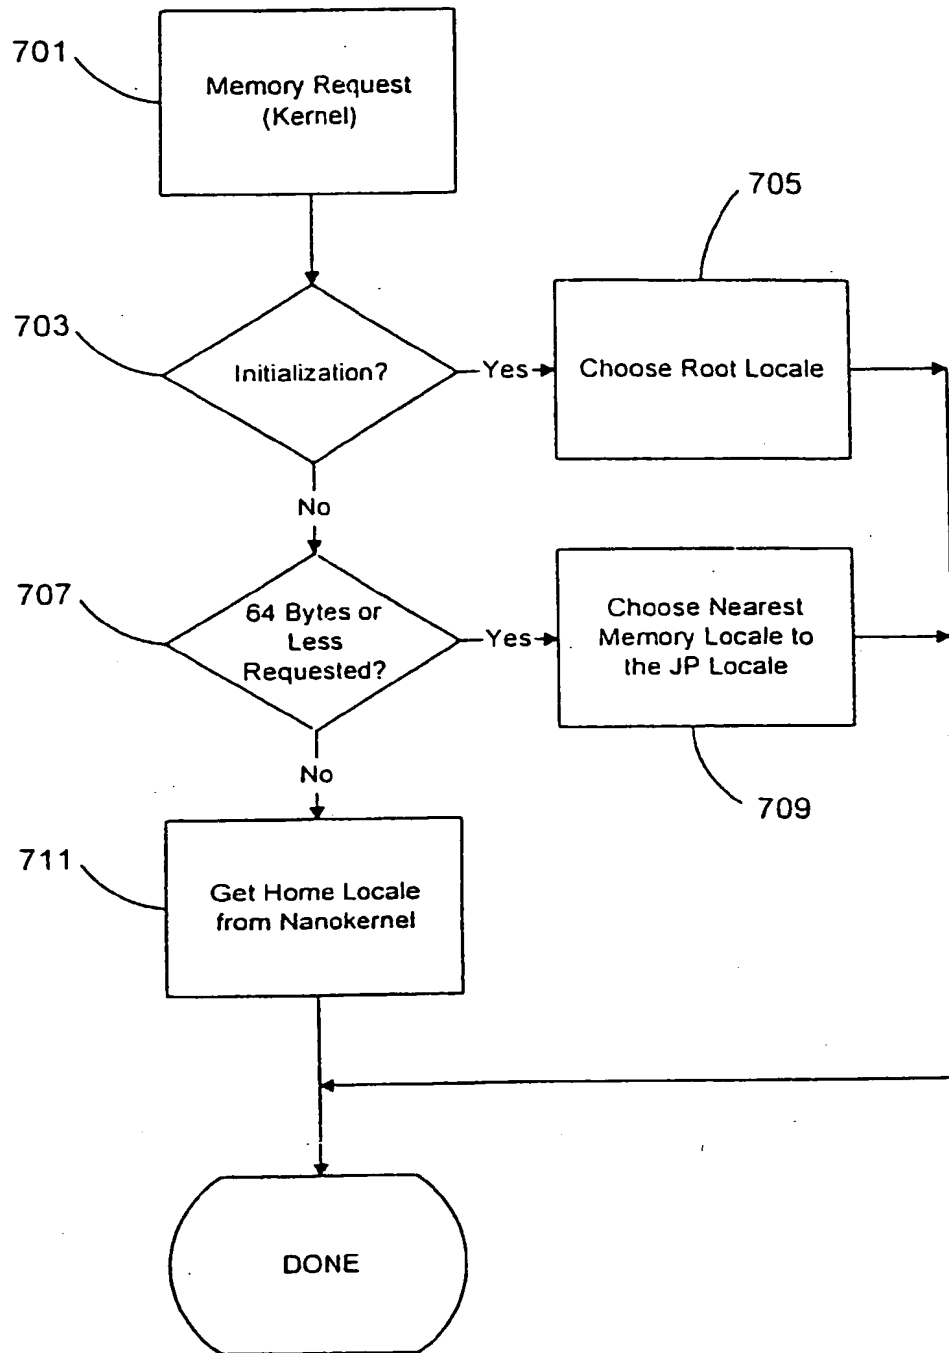 701
Memory Request
(Kernel)
705
703
Initialization?
Yes
Choose Root Locale
No
707
64 Bytes or
Less
Requested?
Yes
Choose Nearest
Memory Locale to
the JP Locale
No
709
711
Get Home Locale
from Nanokernel
DONE